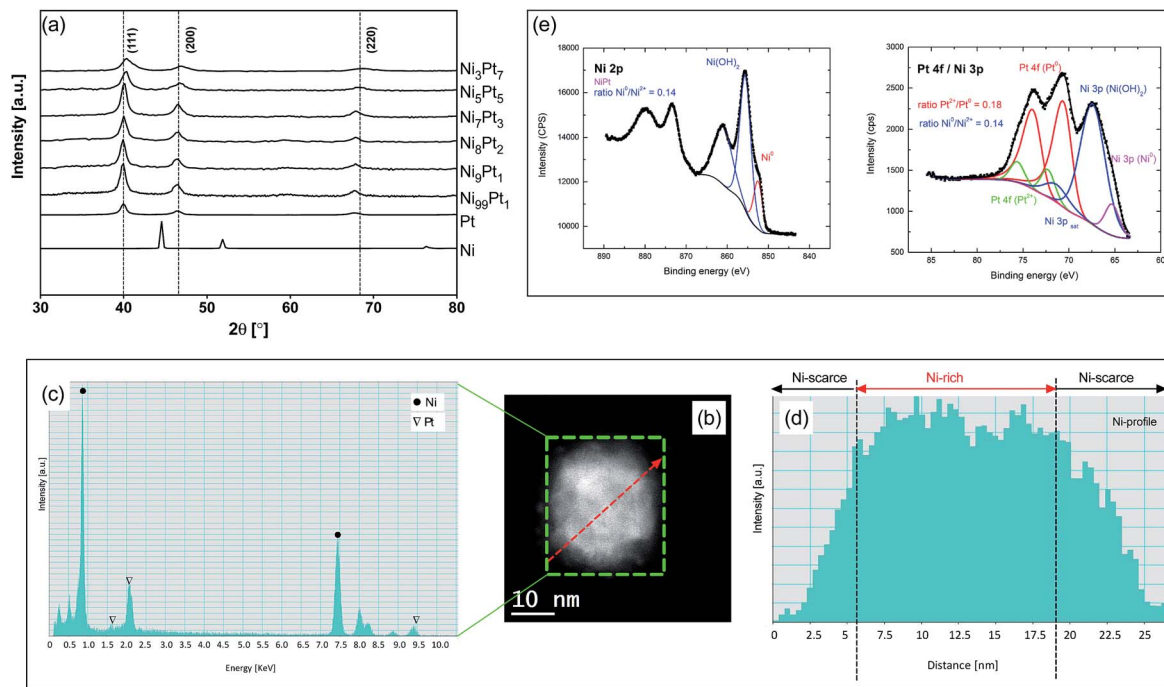 (a)
(111)
(200)
(220)
Ni₃Pt₇
Ni₅Pt₅
Ni₇Pt₃
Ni₈Pt₂
Ni₉Pt₁
Ni₉₉Pt₁
Pt
Ni
Intensity [a.u.]
30 40 50 60 70 80
2θ [°]
(e)
Ni 2p
NiPt
ratio Ni⁰/Ni²⁺ = 0.14
Ni(OH)₂
Ni⁰
Intensity (CPS)
18000
16000
14000
12000
10000
890 880 870 860 850 840
Binding energy (eV)
Pt 4f / Ni 3p
Pt 4f (Pt⁰)
ratio Pt²⁺/Pt⁰ = 0.18
ratio Ni⁰/Ni²⁺ = 0.14
Ni 3p (Ni(OH)₂)
Ni 3p (Ni⁰)
Pt 4f (Pt²⁺)
Ni 3p sat
Intensity (cps)
3000
2500
2000
1500
1000
500
85 80 75 70 65 60
Binding energy (eV)
(c)
● Ni
▽ Pt
Intensity [a.u.]
0 0.5 1.5 2.0 2.5 3.0 3.5 4.0 4.5 5.0 5.5 6.0 6.5 7.0 7.5 8.0 8.5 9.0 9.5 10.0
Energy [KeV]
(b)
10 nm
Ni-scarce
Ni-rich
Ni-scarce
(d)
Ni-profile
Intensity [a.u.]
0 2.5 5 7.5 10 12.5 15 17.5 20 22.5 25
Distance [nm]